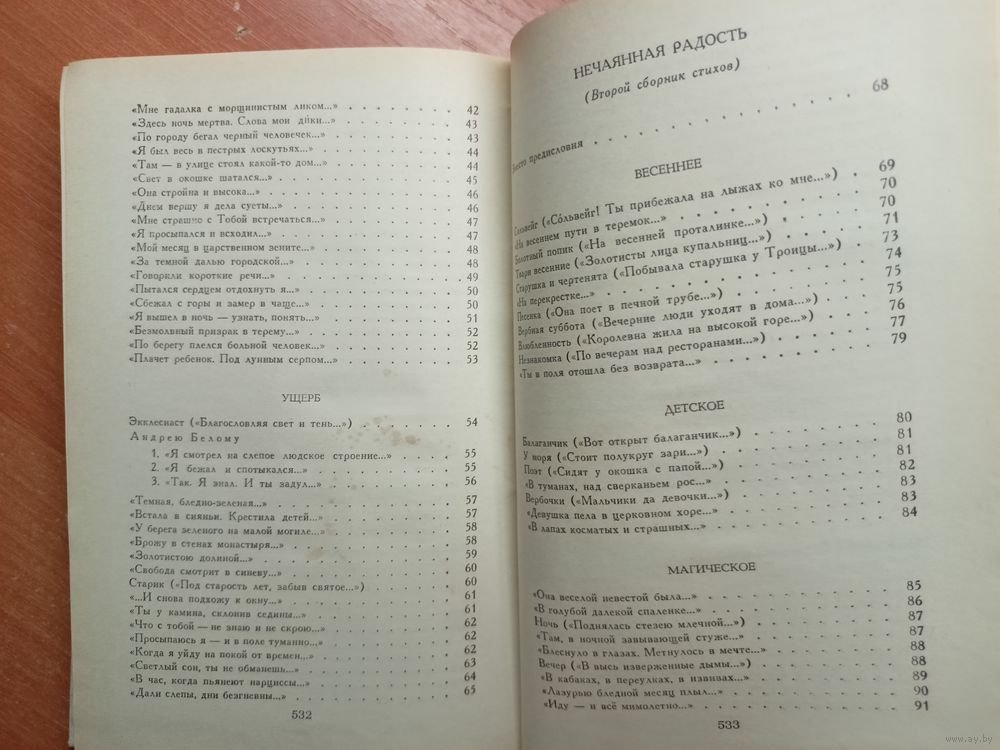 «Мне гадалка с морщинистым ликом...» . . . . . . . 42
«Здесь ночь мертва. Слова мои дики...» . . . . . . . 43
«По городу бегал черный человечек...» . . . . . . . 43
«Я был весь в пестрых лоскутьях...» . . . . . . . 44
«Там — в улице стоял какой-то дом...» . . . . . . . 44
«Свет в окошке шатался...» . . . . . . . 45
«Она стройна и высока...» . . . . . . . 46
«Днем вершу я дела суеты...» . . . . . . . 46
«Мне страшно с Тобой встречаться...» . . . . . . . 47
«Я просыпался и всходил...» . . . . . . . 47
«Мой месяц в царственном зените...» . . . . . . . 48
«За темной далью городской...» . . . . . . . 48
«Говорили короткие речи...» . . . . . . . 49
«Пытался сердцем отдохнуть я...» . . . . . . . 50
«Сбежал с горы и замер в чаще...» . . . . . . . 50
«Я вышел в ночь — узнать, понять...» . . . . . . . 51
«Безмолвный призрак в терему...» . . . . . . . 52
«По берегу плелся больной человек...» . . . . . . . 52
«Плачет ребенок. Под лунным серпом...» . . . . . . . 53
УЩЕРБ
Экклесиаст («Благословляя свет и тень...») . . . . . . . 54
Андрею Белому
1. «Я смотрел на слепое людское строение...» . . . . 55
2. «Я бежал и спотыкался...» . . . . . . . 55
3. «Так. Я знал. И ты задул...» . . . . . . . 56
«Темная, бледно-зеленая...» . . . . . . . 57
«Встала в сияньи. Крестила детей...» . . . . . . . 57
«У берега зеленого на малой могиле...» . . . . . . . 58
«Брожу в стенах монастыря...» . . . . . . . 58
«Золотистою долиной...» . . . . . . . 59
«Свобода смотрит в синеву...» . . . . . . . 60
Старик («Под старость лет, забыв святое...») . . . . . . . 60
«...И снова подхожу к окну...» . . . . . . . 61
«Ты у камина, склонив седины...» . . . . . . . 61
«Что с тобой — не знаю и не скрою...» . . . . . . . 62
«Просыпаюсь я — и в поле туманно...» . . . . . . . 62
«Когда я уйду на покой от времен...» . . . . . . . 62
«Светлый сон, ты не обманешь...» . . . . . . . 63
«В час, когда пьянеют нарциссы...» . . . . . . . 64
«Дали слепы, дни безгневны...» . . . . . . . 65
532
НЕЧАЯННАЯ РАДОСТЬ
(Второй сборник стихов)
Вместо предисловия . . . . . . . 68
ВЕСЕННЕЕ
Сольвейг («Со́львейг! Ты прибежала на лыжах ко мне...») . 69
«На весеннем пути в теремок...» . . . . . . . 70
Болотный попик («На весенней проталинке...») . . . . 70
Твари весенние («Золотисты лица купальниц...») . . . . 71
Старушка и чертенята («Побывала старушка у Троицы...») . 73
«На перекрестке...» . . . . . . . 74
Песенка («Она поет в печной трубе...») . . . . . . . 75
Вербная суббота («Вечерние люди уходят в дома...») . . 75
Влюбленность («Королевна жила на высокой горе...») . . 76
Незнакомка («По вечерам над ресторанами...») . . . . 77
«Ты в поля отошла без возврата...» . . . . . . . 79
ДЕТСКОЕ
Балаганчик («Вот открыт балаганчик...») . . . . . . . 80
У моря («Стоит полукруг зари...») . . . . . . . 81
Поэт («Сидят у окошка с папой...») . . . . . . . 81
«В туманах, над сверканьем рос...» . . . . . . . 82
Вербочки («Мальчики да девочки...») . . . . . . . 83
«Девушка пела в церковном хоре...» . . . . . . . 83
«В лапах косматых и страшных...» . . . . . . . 84
МАГИЧЕСКОЕ
«Она веселой невестой была...» . . . . . . . 85
«В голубой далекой спаленке...» . . . . . . . 86
Ночь («Поднялась стезею млечной...») . . . . . . . 87
«Там, в ночной завывающей стуже...» . . . . . . . 87
«Блеснуло в глазах. Метнулось в мечте...» . . . . . . . 88
Вечер («В высь изверженные дымы...») . . . . . . . 88
«В кабаках, в переулках, в извивах...» . . . . . . . 89
«Лазурью бледной месяц плыл...» . . . . . . . 90
«Иду — и всё мимолетно...» . . . . . . . 91
533
www.ay.by